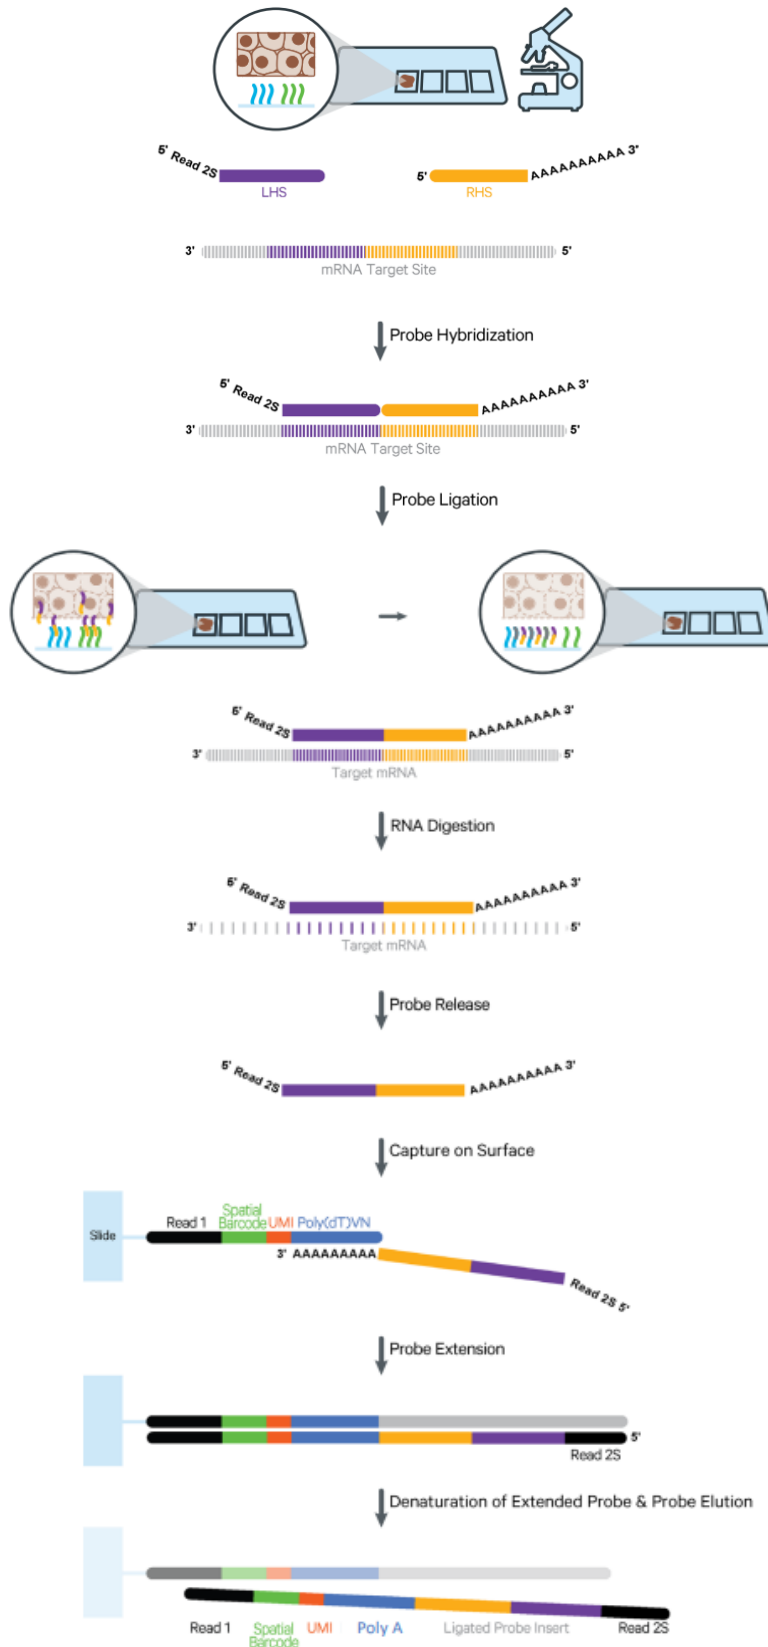 5' Read 2S
LHS
5'
RHS
AAAAAAAAAA 3'
3'
5'
mRNA Target Site
Probe Hybridization
5' Read 2S
AAAAAAAAAA 3'
3'
5'
mRNA Target Site
Probe Ligation
5' Read 2S
AAAAAAAAAA 3'
3'
5'
Target mRNA
RNA Digestion
5' Read 2S
AAAAAAAAAA 3'
3'
5'
Target mRNA
Probe Release
5' Read 2S
AAAAAAAAAA 3'
Capture on Surface
Slide
Read 1
Spatial
Barcode
UMI
Poly(dT)VN
3' AAAAAAAAA
Read 2S 5'
Probe Extension
5'
Read 2S
Denaturation of Extended Probe & Probe Elution
Read 1
Spatial
Barcode
UMI
Poly A
Ligated Probe Insert
Read 2S